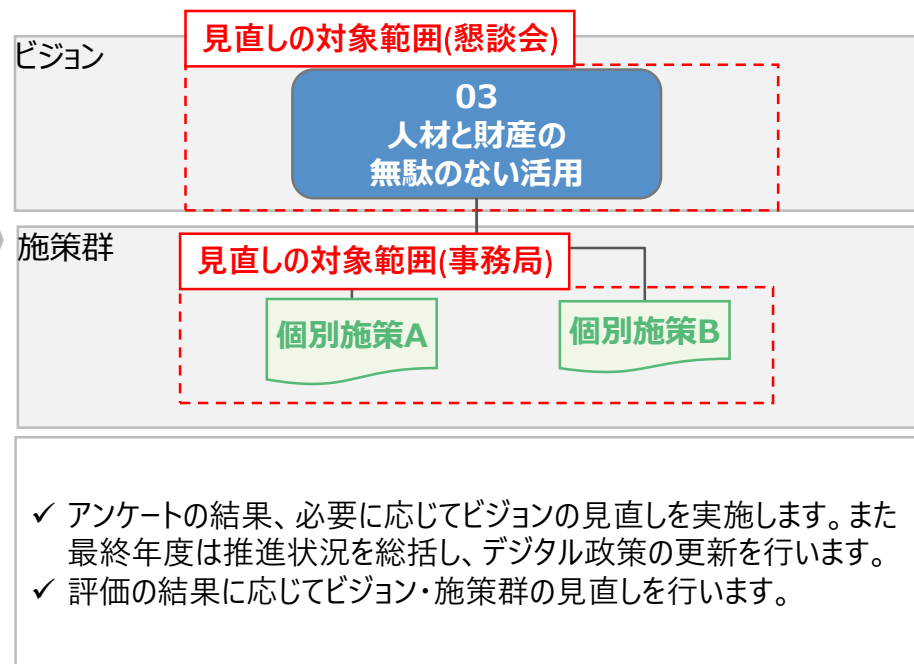 見直しの対象範囲(懇談会)
ビジョン
03
人材と財産の
無駄のない活用
施策群
見直しの対象範囲(事務局)
個別施策A
個別施策B
✓ アンケートの結果、必要に応じてビジョンの見直しを実施します。また
最終年度は推進状況を総括し、デジタル政策の更新を行います。
✓ 評価の結果に応じてビジョン・施策群の見直しを行います。